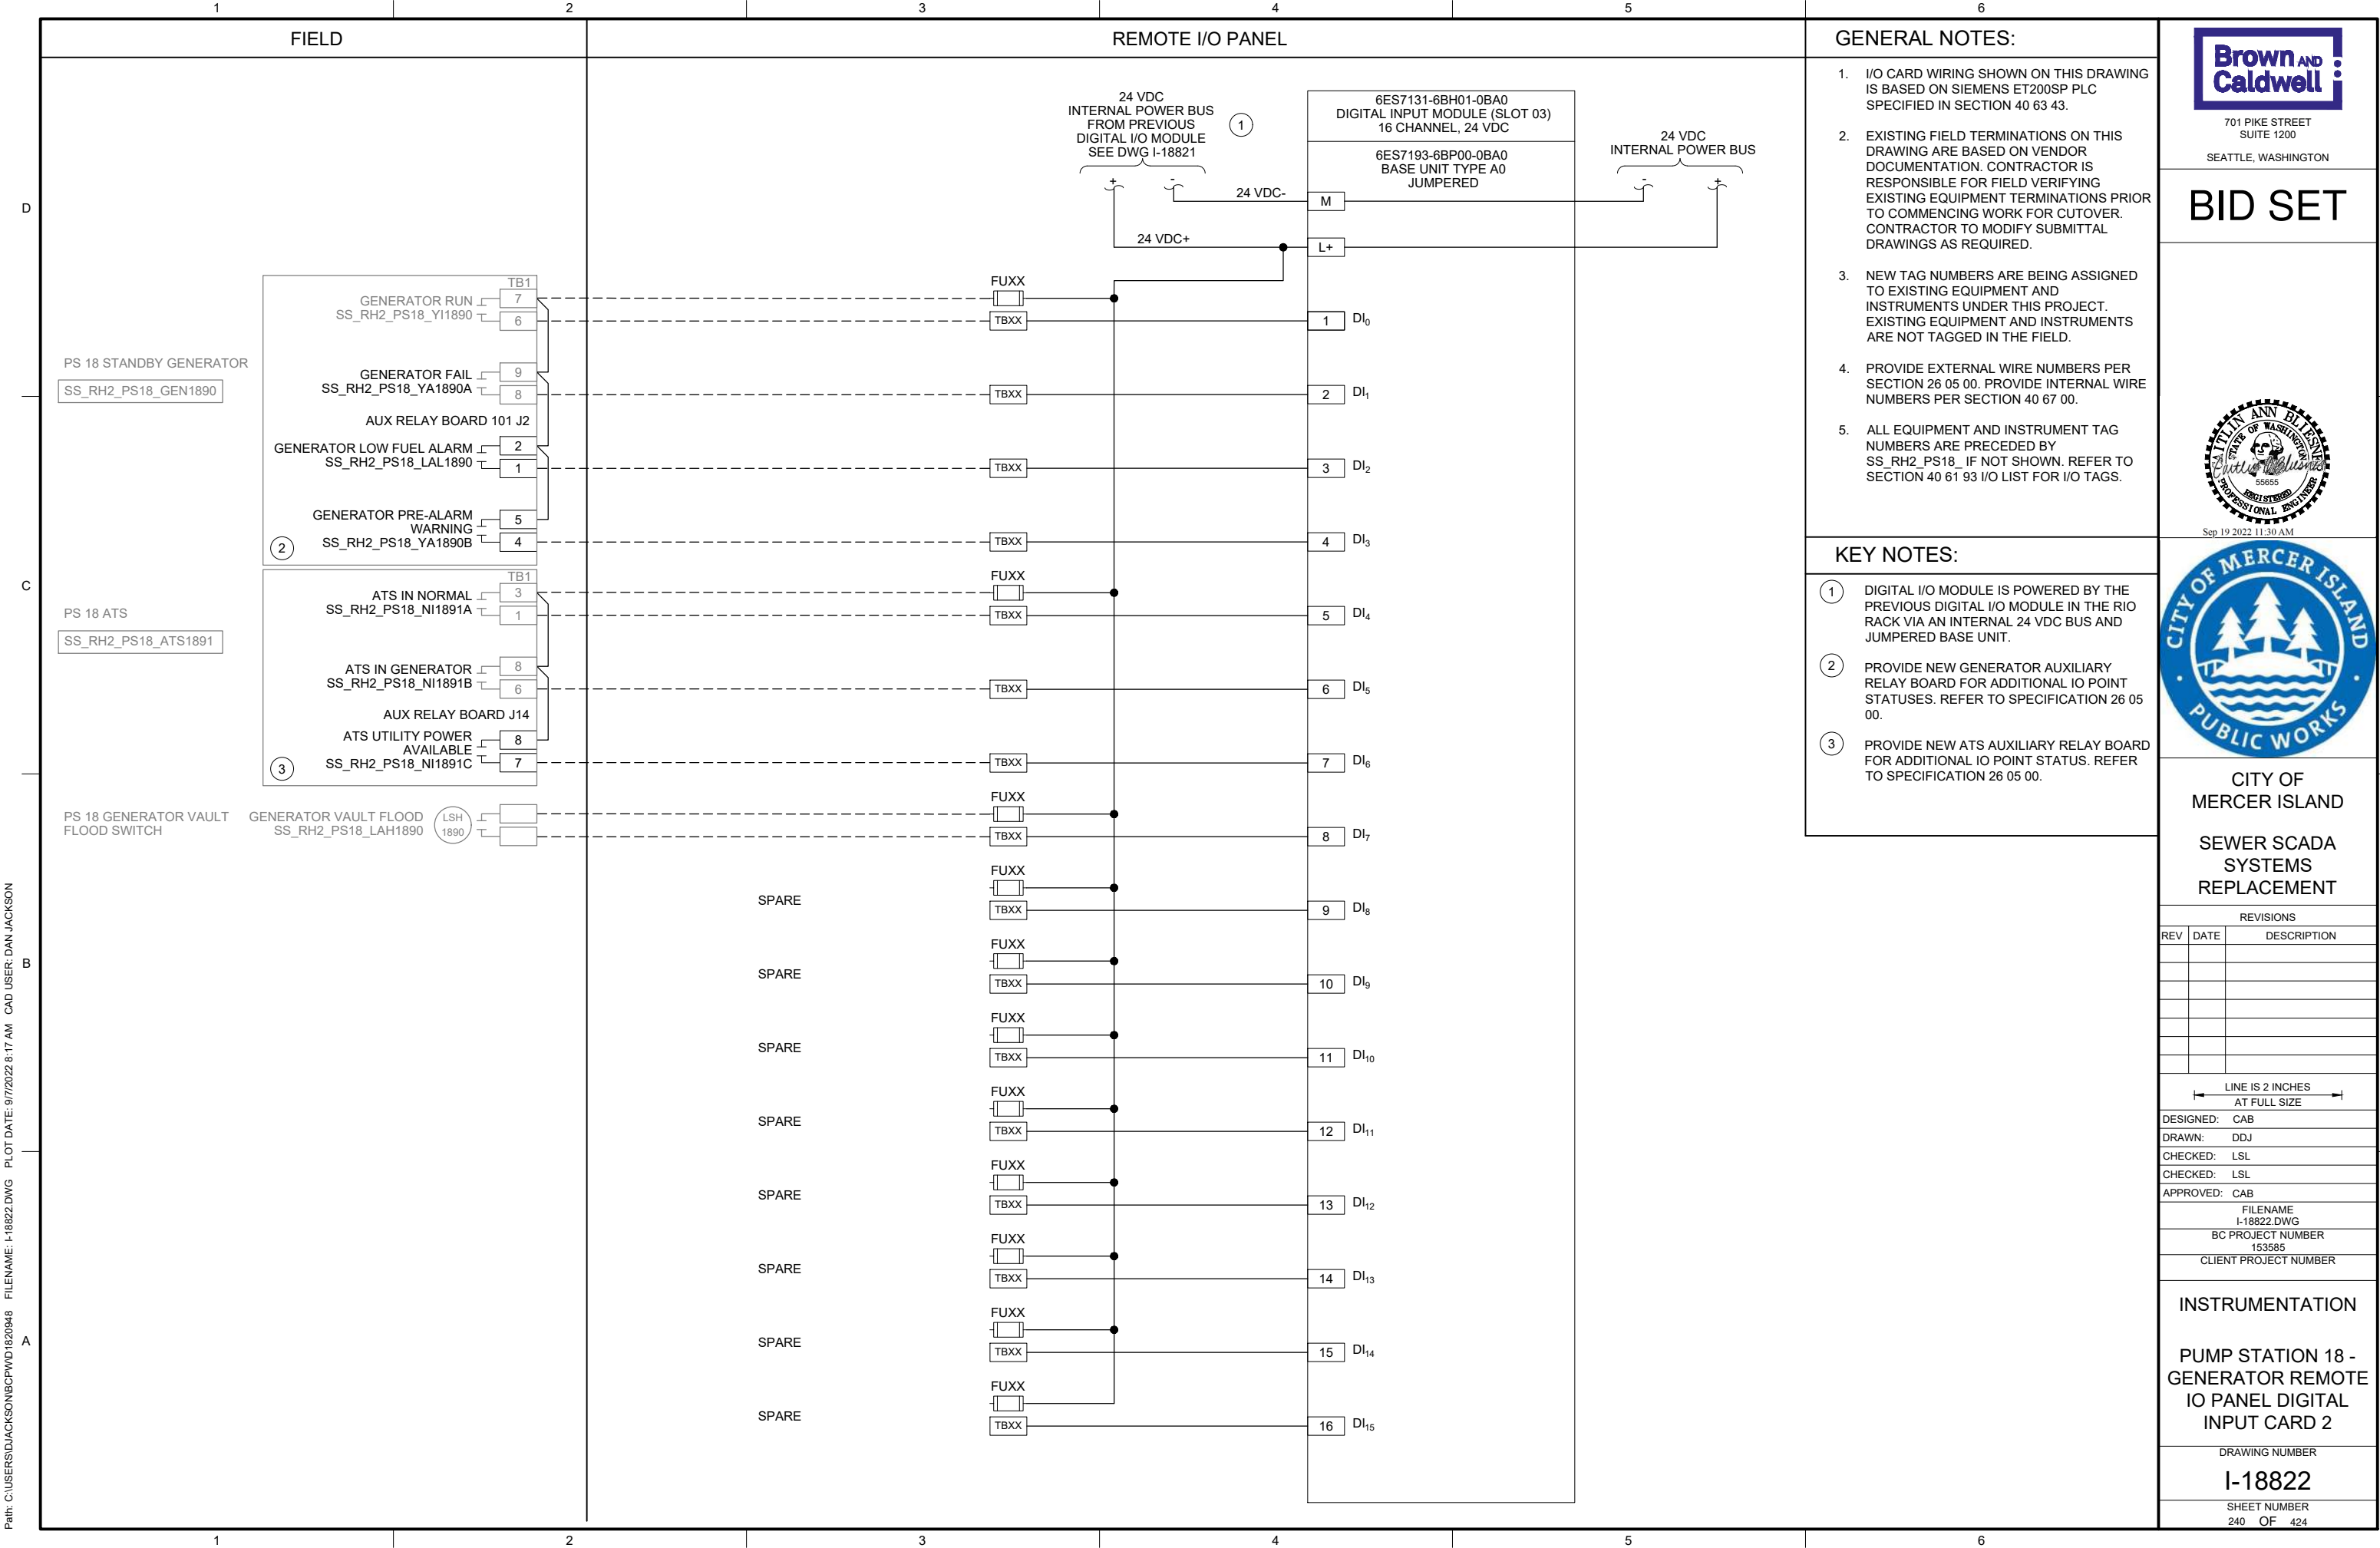 1 2 3 4 5 6
FIELD
REMOTE I/O PANEL
24 VDC
INTERNAL POWER BUS
FROM PREVIOUS
DIGITAL I/O MODULE
SEE DWG I-18821
1
+ -
24 VDC-
24 VDC+
6ES7131-6BH01-0BA0
DIGITAL INPUT MODULE (SLOT 03)
16 CHANNEL, 24 VDC
6ES7193-6BP00-0BA0
BASE UNIT TYPE A0
JUMPERED
M
L+
24 VDC
INTERNAL POWER BUS
- +
D
C
B
A
PS 18 STANDBY GENERATOR
SS_RH2_PS18_GEN1890
TB1
GENERATOR RUN 7
SS_RH2_PS18_YI1890 6
FUXX
TBXX 1 DI0
GENERATOR FAIL 9
SS_RH2_PS18_YA1890A 8
TBXX 2 DI1
AUX RELAY BOARD 101 J2
GENERATOR LOW FUEL ALARM 2
SS_RH2_PS18_LAL1890 1
TBXX 3 DI2
GENERATOR PRE-ALARM
WARNING 5
SS_RH2_PS18_YA1890B 4
2
TBXX 4 DI3
PS 18 ATS
SS_RH2_PS18_ATS1891
TB1
ATS IN NORMAL 3
SS_RH2_PS18_NI1891A 1
FUXX
TBXX 5 DI4
ATS IN GENERATOR 8
SS_RH2_PS18_NI1891B 6
TBXX 6 DI5
AUX RELAY BOARD J14
ATS UTILITY POWER
AVAILABLE 8
SS_RH2_PS18_NI1891C 7
3
TBXX 7 DI6
PS 18 GENERATOR VAULT
FLOOD SWITCH
GENERATOR VAULT FLOOD
SS_RH2_PS18_LAH1890
LSH
1890
FUXX
TBXX 8 DI7
FUXX
SPARE
TBXX 9 DI8
FUXX
SPARE
TBXX 10 DI9
FUXX
SPARE
TBXX 11 DI10
FUXX
SPARE
TBXX 12 DI11
FUXX
SPARE
TBXX 13 DI12
FUXX
SPARE
TBXX 14 DI13
FUXX
SPARE
TBXX 15 DI14
FUXX
SPARE
TBXX 16 DI15
GENERAL NOTES:
1. I/O CARD WIRING SHOWN ON THIS DRAWING
IS BASED ON SIEMENS ET200SP PLC
SPECIFIED IN SECTION 40 63 43.
2. EXISTING FIELD TERMINATIONS ON THIS
DRAWING ARE BASED ON VENDOR
DOCUMENTATION. CONTRACTOR IS
RESPONSIBLE FOR FIELD VERIFYING
EXISTING EQUIPMENT TERMINATIONS PRIOR
TO COMMENCING WORK FOR CUTOVER.
CONTRACTOR TO MODIFY SUBMITTAL
DRAWINGS AS REQUIRED.
3. NEW TAG NUMBERS ARE BEING ASSIGNED
TO EXISTING EQUIPMENT AND
INSTRUMENTS UNDER THIS PROJECT.
EXISTING EQUIPMENT AND INSTRUMENTS
ARE NOT TAGGED IN THE FIELD.
4. PROVIDE EXTERNAL WIRE NUMBERS PER
SECTION 26 05 00. PROVIDE INTERNAL WIRE
NUMBERS PER SECTION 40 67 00.
5. ALL EQUIPMENT AND INSTRUMENT TAG
NUMBERS ARE PRECEDED BY
SS_RH2_PS18_ IF NOT SHOWN. REFER TO
SECTION 40 61 93 I/O LIST FOR I/O TAGS.
KEY NOTES:
1 DIGITAL I/O MODULE IS POWERED BY THE
PREVIOUS DIGITAL I/O MODULE IN THE RIO
RACK VIA AN INTERNAL 24 VDC BUS AND
JUMPERED BASE UNIT.
2 PROVIDE NEW GENERATOR AUXILIARY
RELAY BOARD FOR ADDITIONAL IO POINT
STATUSES. REFER TO SPECIFICATION 26 05
00.
3 PROVIDE NEW ATS AUXILIARY RELAY BOARD
FOR ADDITIONAL IO POINT STATUS. REFER
TO SPECIFICATION 26 05 00.
Brown AND
Caldwell
701 PIKE STREET
SUITE 1200
SEATTLE, WASHINGTON
BID SET
CAITLIN ANN BLIESNER
STATE OF WASHINGTON
55655
REGISTERED
PROFESSIONAL ENGINEER
Sep 19 2022 11:30 AM
CITY OF MERCER ISLAND
PUBLIC WORKS
CITY OF
MERCER ISLAND
SEWER SCADA
SYSTEMS
REPLACEMENT
REVISIONS
REV DATE DESCRIPTION
LINE IS 2 INCHES
AT FULL SIZE
DESIGNED: CAB
DRAWN: DDJ
CHECKED: LSL
CHECKED: LSL
APPROVED: CAB
FILENAME
I-18822.DWG
BC PROJECT NUMBER
153585
CLIENT PROJECT NUMBER
INSTRUMENTATION
PUMP STATION 18 -
GENERATOR REMOTE
IO PANEL DIGITAL
INPUT CARD 2
DRAWING NUMBER
I-18822
SHEET NUMBER
240 OF 424
1 2 3 4 5 6
Path: C:\USERS\DJACKSON\BCPW\D1820948 FILENAME: I-18822.DWG PLOT DATE: 9/7/2022 8:17 AM CAD USER: DAN JACKSON